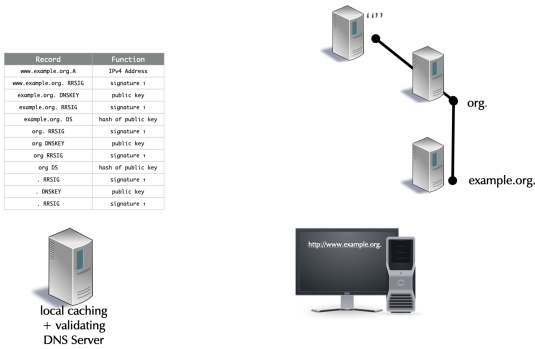 Record Function
www.example.org.A IPv4 Address
www.example.org. RRSIG signature ↑
example.org. DNSKEY public key
example.org. RRSIG signature ↑
example.org. DS hash of public key
org. RRSIG signature ↑
org DNSKEY public key
org RRSIG signature ↑
org DS hash of public key
. RRSIG signature ↑
. DNSKEY public key
. RRSIG signature ↑
“”
org.
example.org.
local caching
+ validating
DNS Server
http://www.example.org.